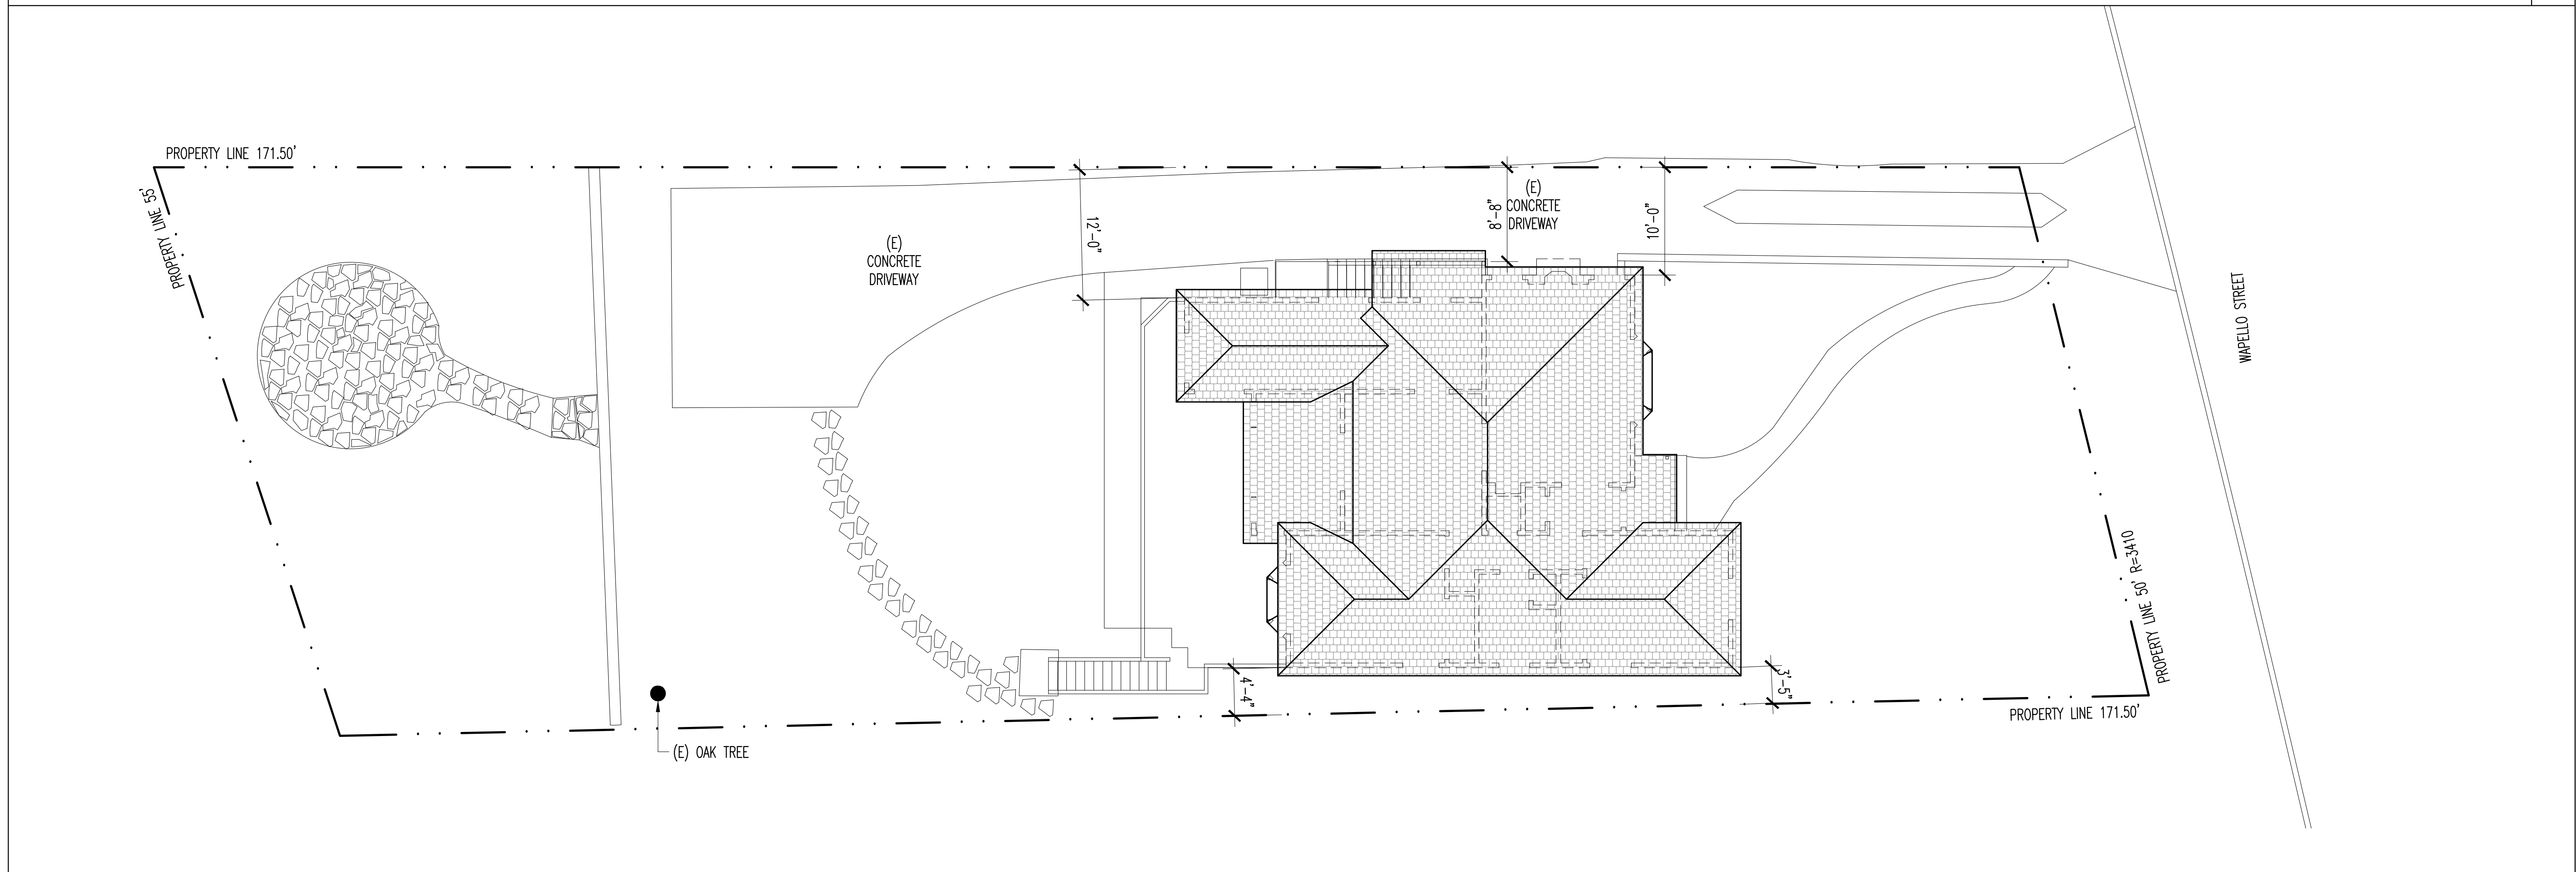 PROPERTY LINE 171.50'
PROPERTY LINE 55'
(E)
CONCRETE
DRIVEWAY
12'-0"
8'-8"
(E)
CONCRETE
DRIVEWAY
10'-0"
WAPELLO STREET
PROPERTY LINE 50' R=3410
4'-4"
3'-5"
PROPERTY LINE 171.50'
(E) OAK TREE